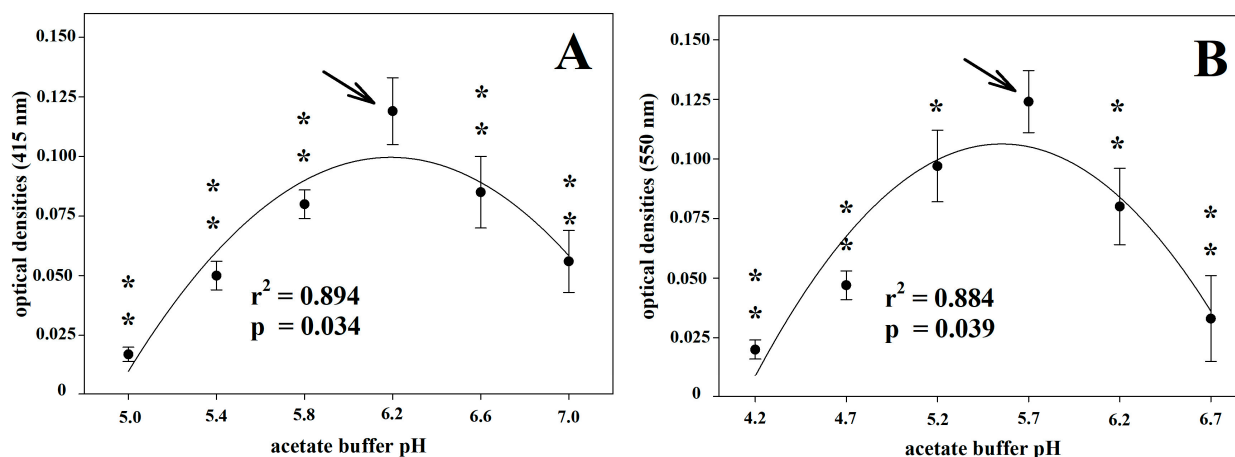 A
optical densities (415 nm)
0.150
0.125
0.100
0.075
0.050
0.025
0
* *
* *
* *
* *
* *
r² = 0.894
p = 0.034
5.0 5.4 5.8 6.2 6.6 7.0
acetate buffer pH
B
optical densities (550 nm)
0.150
0.125
0.100
0.075
0.050
0.025
0
* *
* *
*
* *
* *
r² = 0.884
p = 0.039
4.2 4.7 5.2 5.7 6.2 6.7
acetate buffer pH